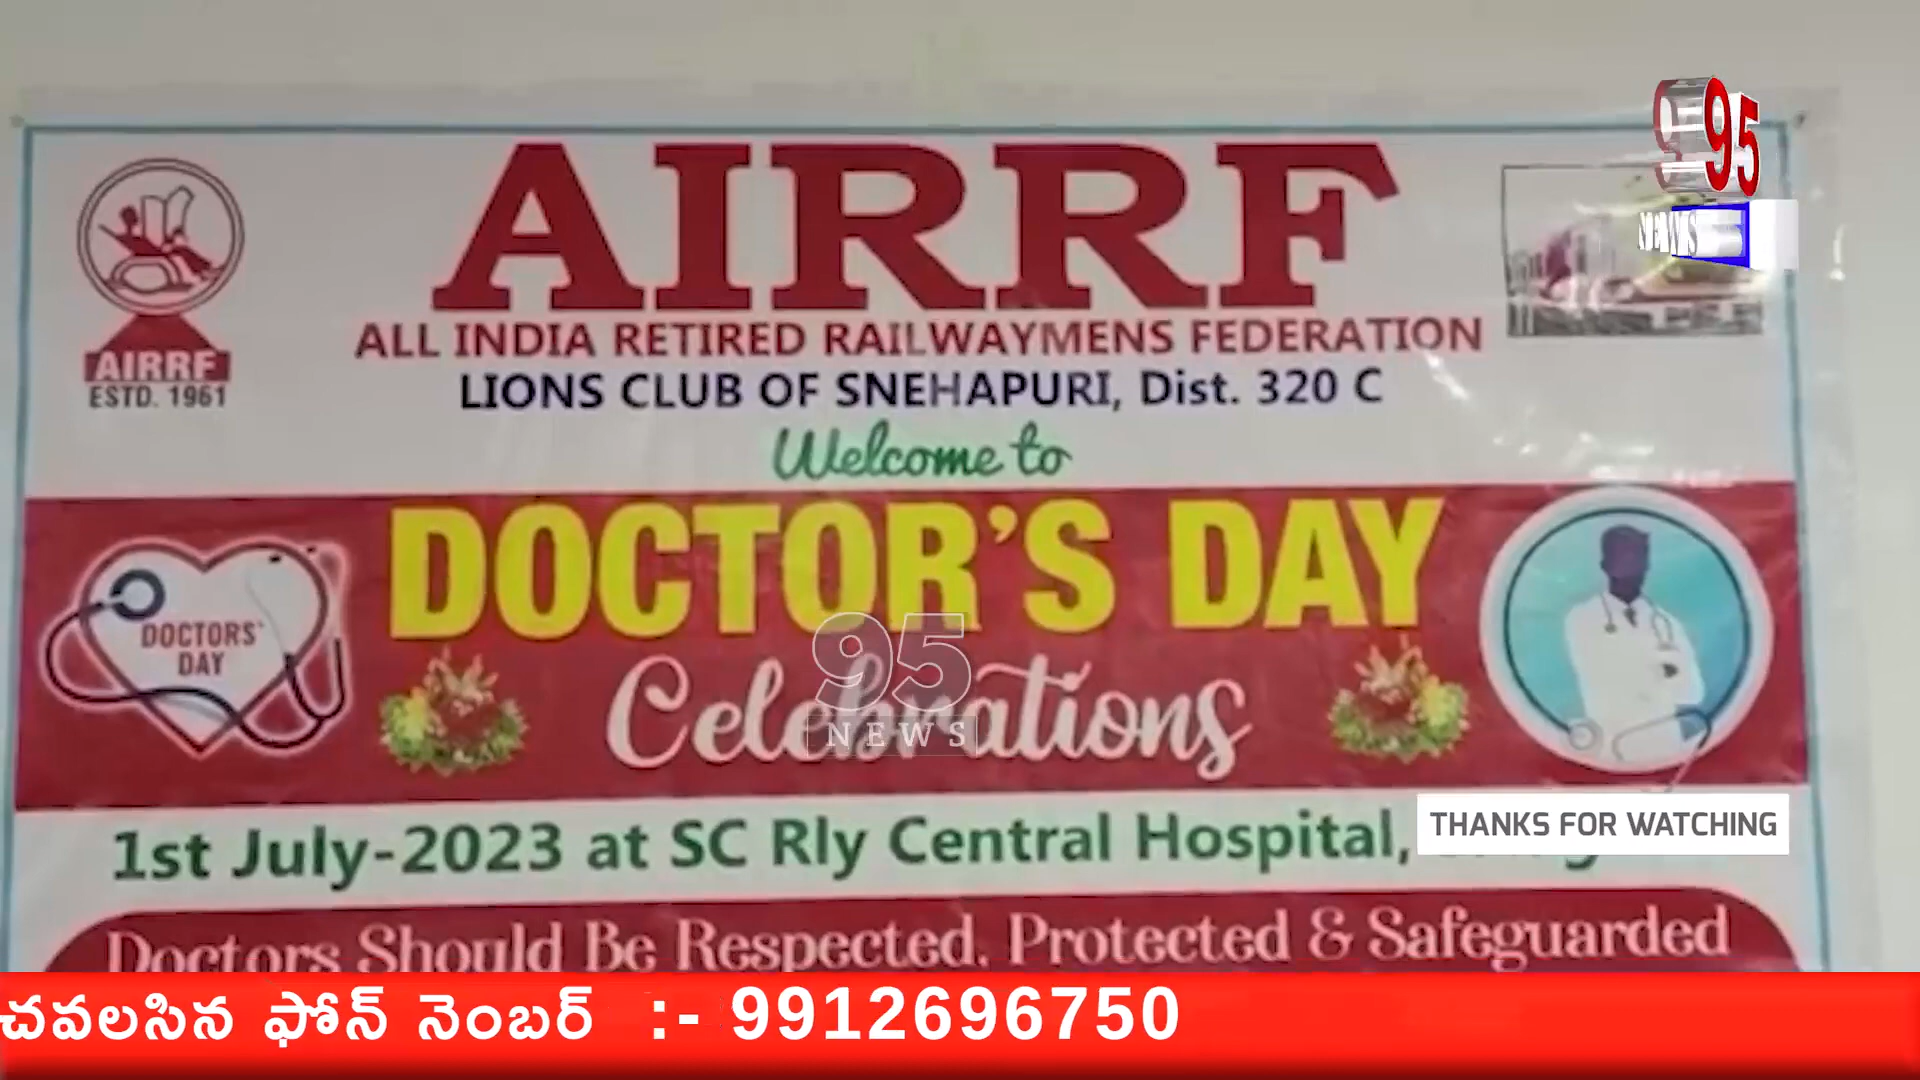 AIRRF
ALL INDIA RETIRED RAILWAYMENS FEDERATION
LIONS CLUB OF SNEHAPURI, Dist. 320 C
AIRRF
ESTD. 1961
95
NEWS
Welcome to
DOCTOR'S DAY
Celebrations
DOCTORS'
DAY
95
NEWS
1st July-2023 at SC Rly Central Hospital,
THANKS FOR WATCHING
Doctors Should Be Respected, Protected & Safeguarded
చవలసిన ఫోన్ నెంబర్ :- 9912696750